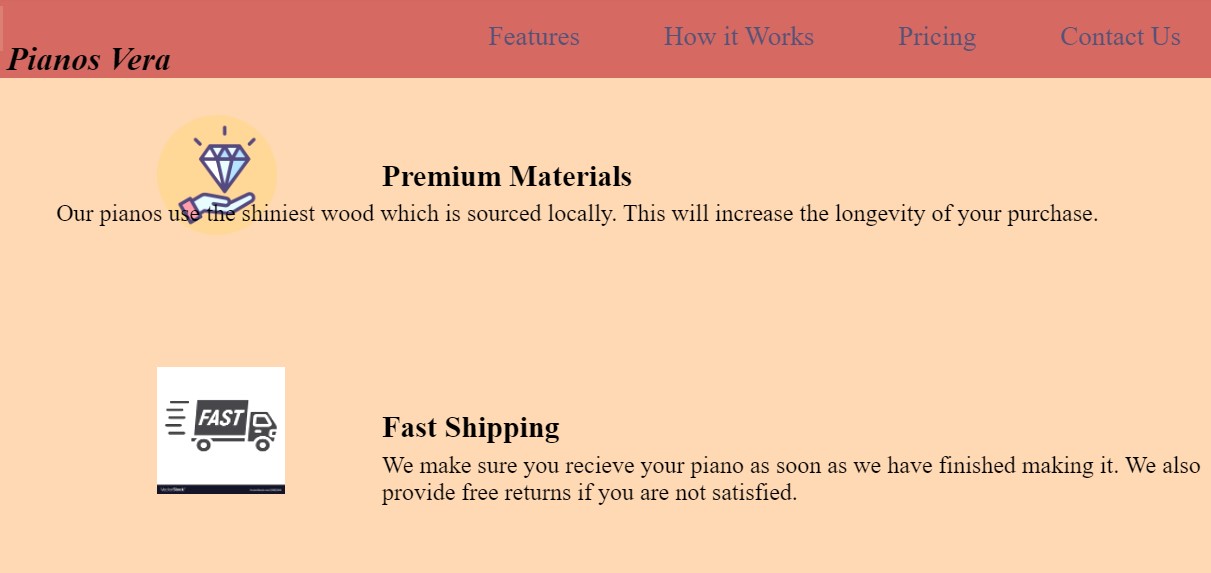 Pianos Vera
Features
How it Works
Pricing
Contact Us
Premium Materials
Our pianos use the shiniest wood which is sourced locally. This will increase the longevity of your purchase.
FAST
Fast Shipping
We make sure you recieve your piano as soon as we have finished making it. We also
provide free returns if you are not satisfied.
VectorStock